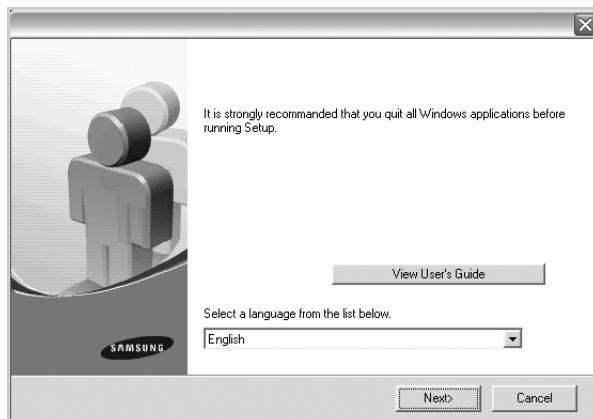 It is strongly recommanded that you quit all Windows applications before
running Setup.
View User's Guide
Select a language from the list below.
English
SAMSUNG
Next>
Cancel